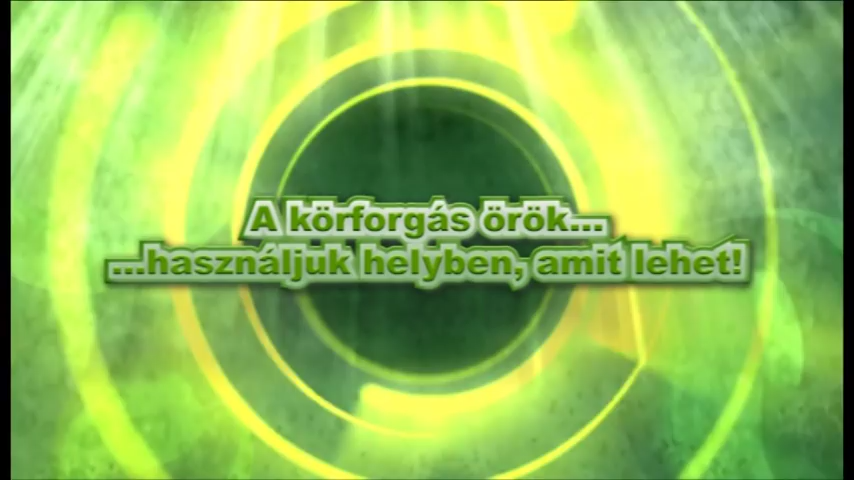 A körforgás örök...
...használjuk helyben, amit lehet!